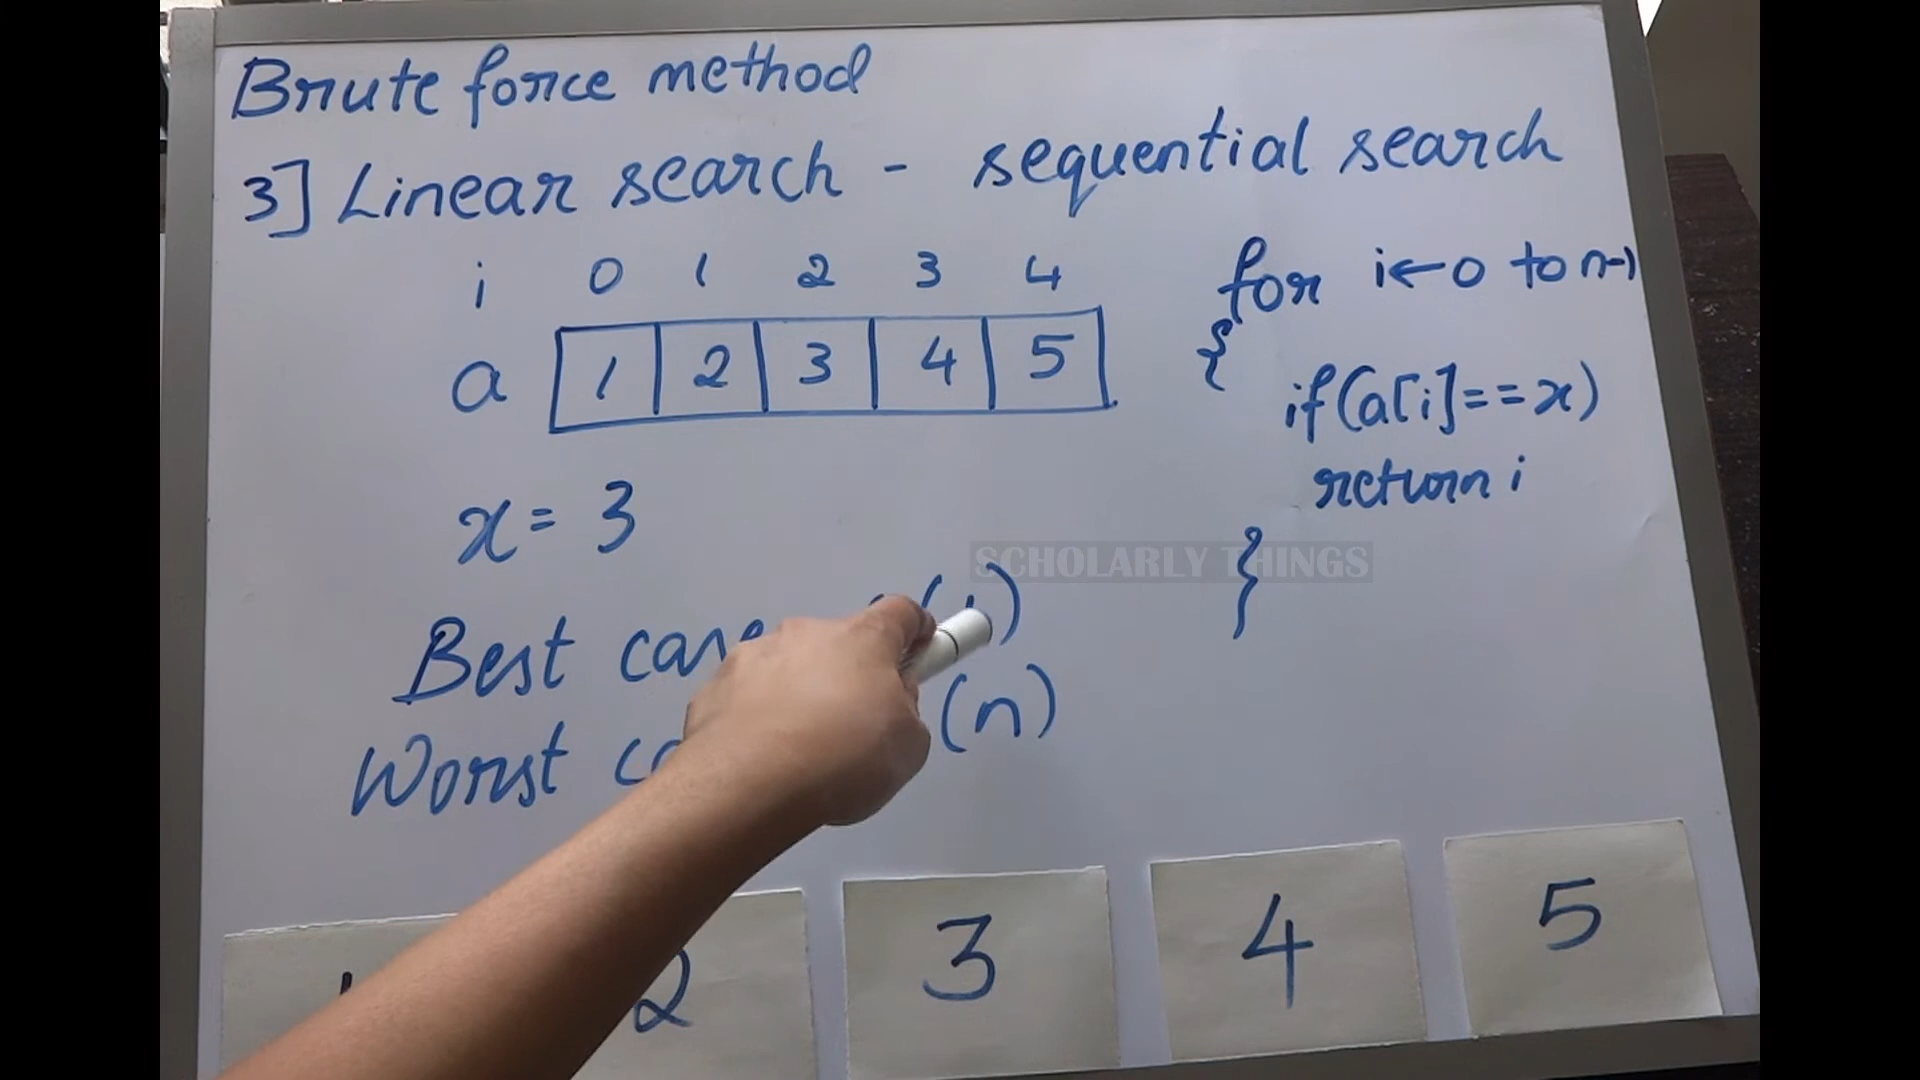 Brute force method
3] Linear search - sequential search
i 0 1 2 3 4
a 1 2 3 4 5
x = 3
for i←0 to n-1
{
if(a[i]==x)
return i
}
SCHOLARLY THINGS
Best case
Worst (n)
2 3 4 5